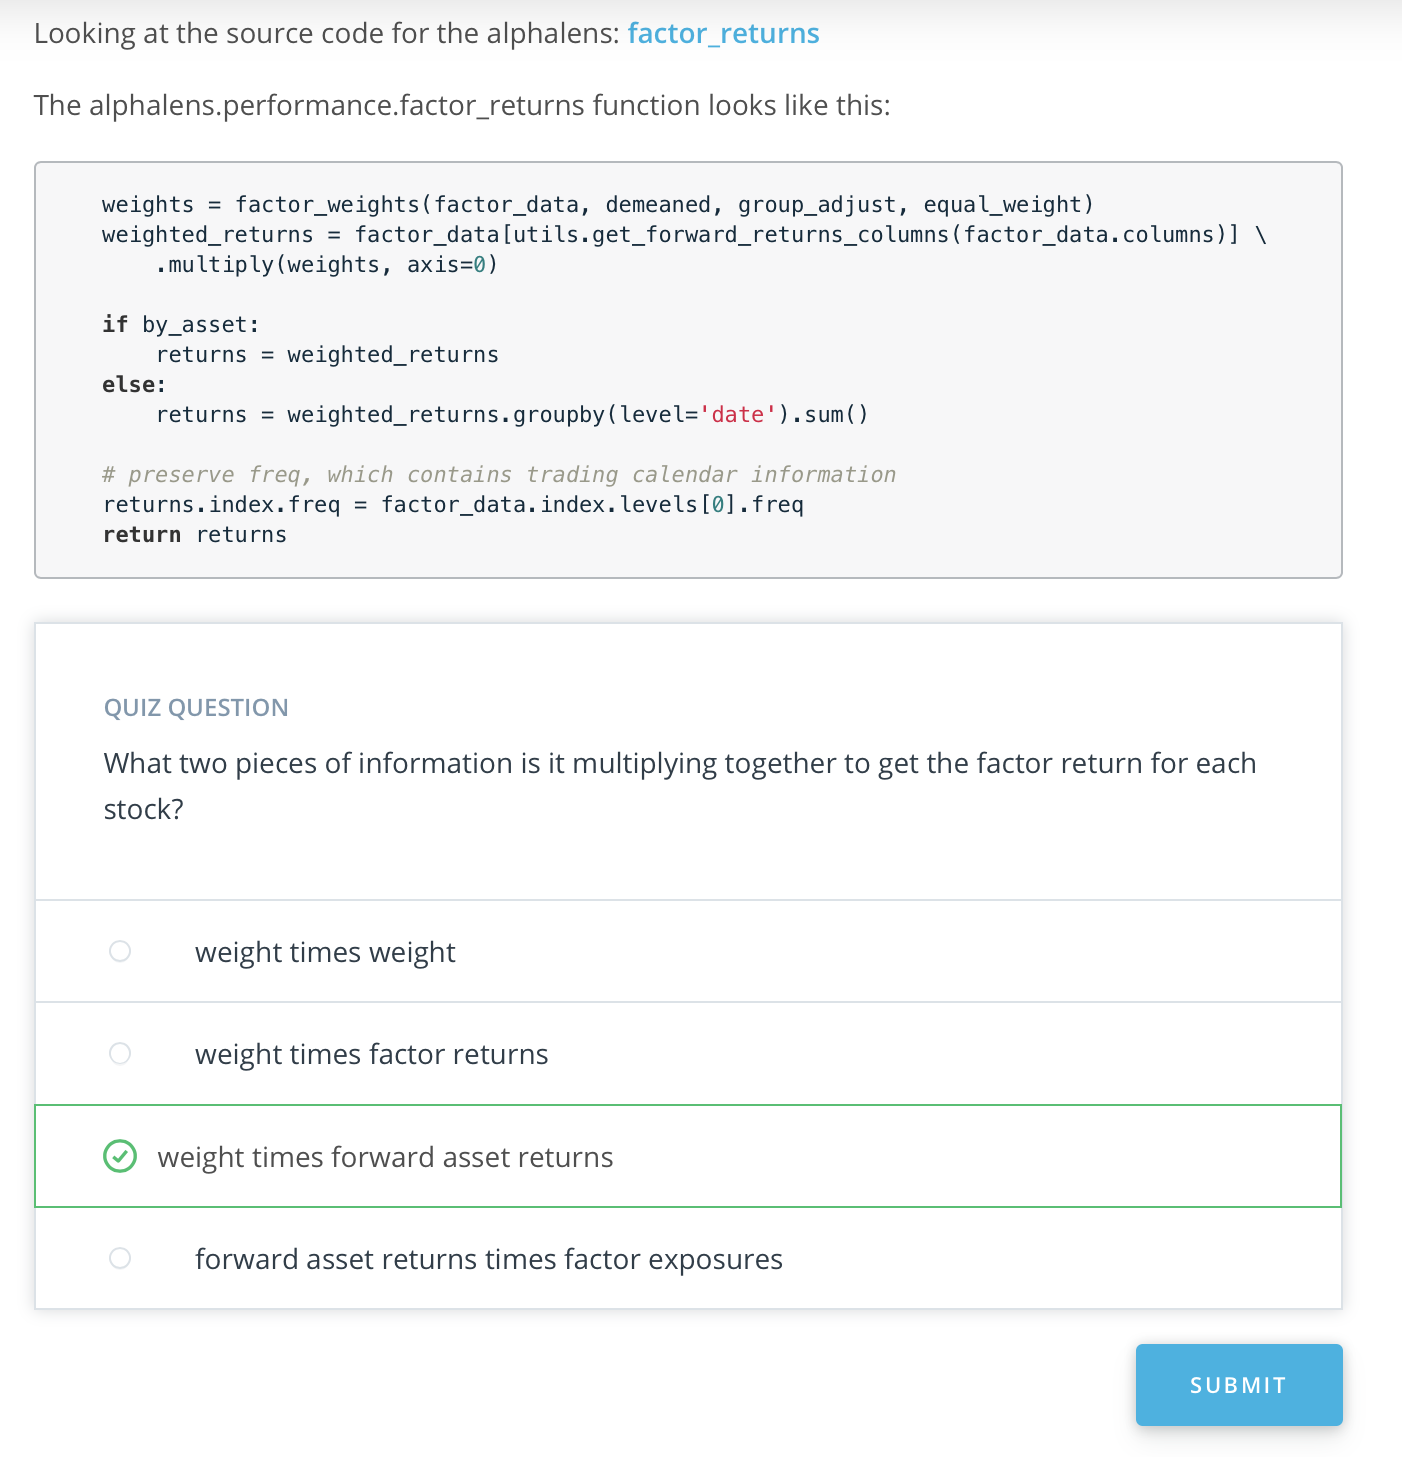 Looking at the source code for the alphalens: factor_returns
The alphalens.performance.factor_returns function looks like this:
weights = factor_weights(factor_data, demeaned, group_adjust, equal_weight)
weighted_returns = factor_data[utils.get_forward_returns_columns(factor_data.columns)] \
    .multiply(weights, axis=0)
if by_asset:
    returns = weighted_returns
else:
    returns = weighted_returns.groupby(level='date').sum()
# preserve freq, which contains trading calendar information
returns.index.freq = factor_data.index.levels[0].freq
return returns
QUIZ QUESTION
What two pieces of information is it multiplying together to get the factor return for each
stock?
weight times weight
weight times factor returns
weight times forward asset returns
forward asset returns times factor exposures
SUBMIT